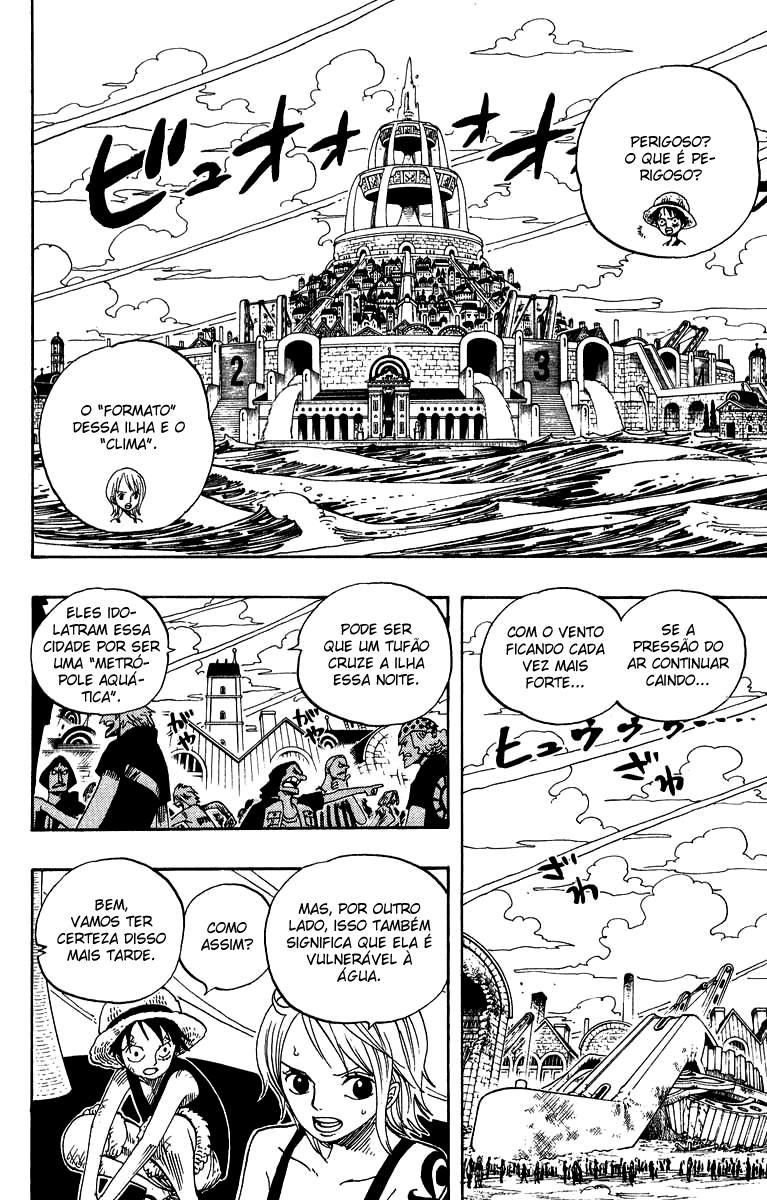 PERIGOSO?
O QUE É PE-
RIGOSO?
ビュオオオオ
2
3
O "FORMATO"
DESSA ILHA E O
"CLIMA".
SE A
PRESSÃO DO
AR CONTINUAR
CAINDO...
COM O VENTO
FICANDO CADA
VEZ MAIS
FORTE...
ヒュウウウ
ざわ
ざわ
PODE SER
QUE UM TUFÃO
CRUZE A ILHA
ESSA NOITE.
ELES IDO-
LATRAM ESSA
CIDADE POR SER
UMA "METRÓ-
POLE AQUÁ-
TICA".
がや
がや
MAS, POR OUTRO
LADO, ISSO TAMBÉM
SIGNIFICA QUE ELA É
VULNERÁVEL À
ÁGUA.
COMO
ASSIM?
BEM,
VAMOS TER
CERTEZA DISSO
MAIS TARDE.